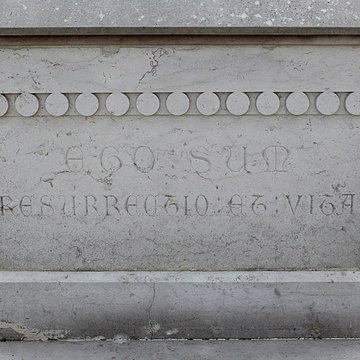 EGO SUM
RESURRECTIO : ET : VITA